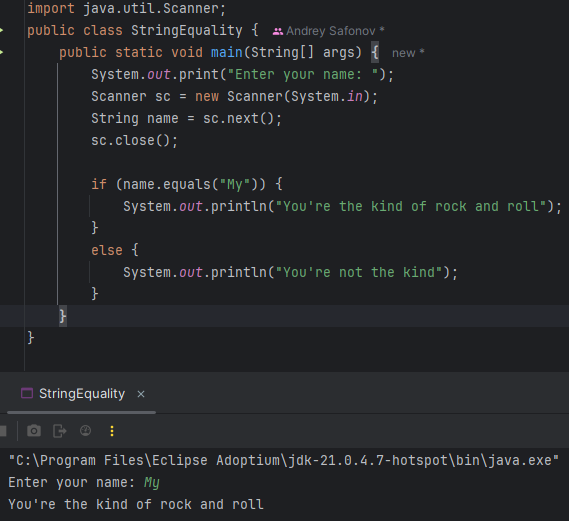 import java.util.Scanner;
public class StringEquality { Andrey Safonov *
public static void main(String[] args) { new *
System.out.print("Enter your name: ");
Scanner sc = new Scanner(System.in);
String name = sc.next();
sc.close();
if (name.equals("My")) {
System.out.println("You're the kind of rock and roll");
}
else {
System.out.println("You're not the kind");
}
}
}
StringEquality ×
"C:\Program Files\Eclipse Adoptium\jdk-21.0.4.7-hotspot\bin\java.exe"
Enter your name: My
You're the kind of rock and roll